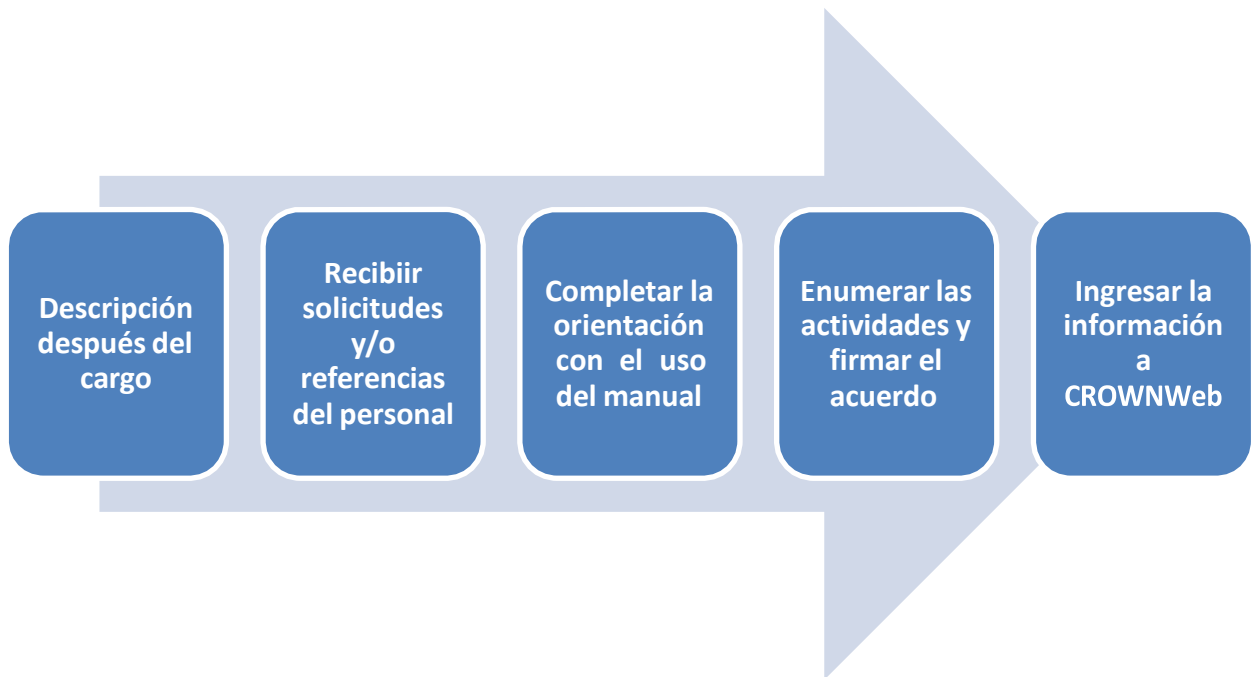 Descripción
después del
cargo
Recibiir
solicitudes
y/o
referencias
del personal
Completar la
orientación
con el uso
del manual
Enumerar las
actividades y
firmar el
acuerdo
Ingresar la
información
a
CROWNWeb